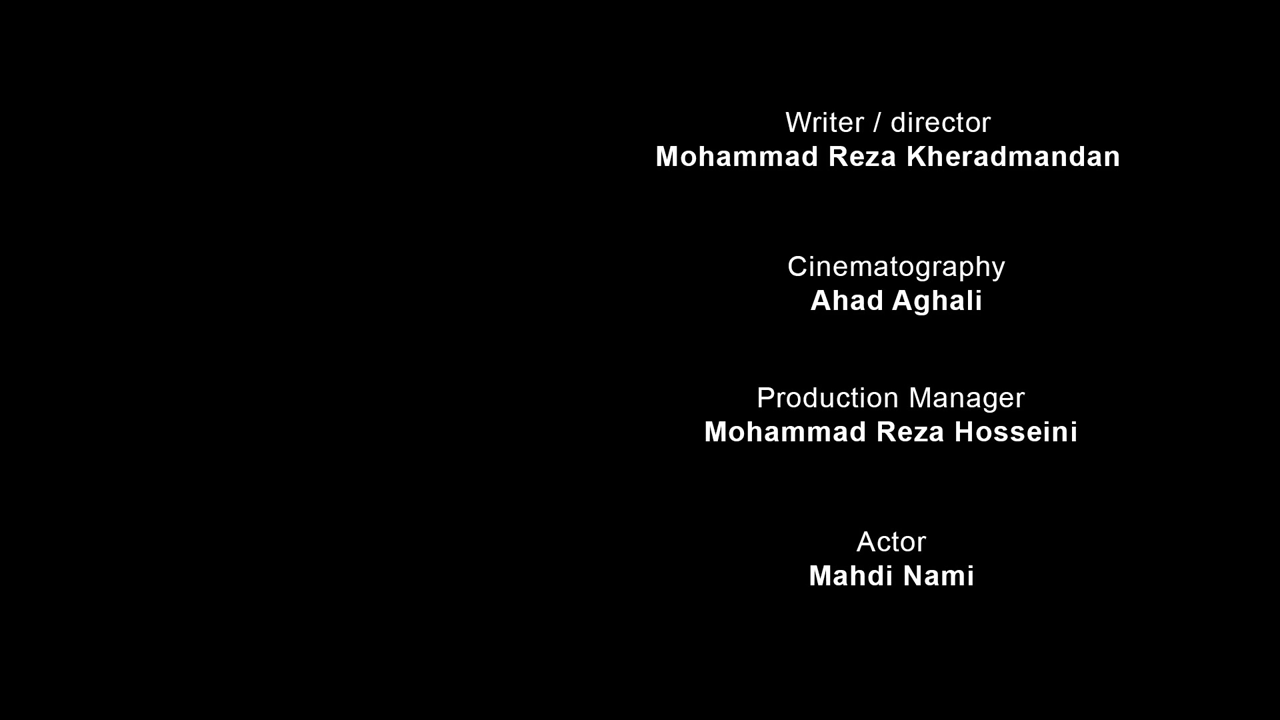 Writer / director
Mohammad Reza Kheradmandan
Cinematography
Ahad Aghali
Production Manager
Mohammad Reza Hosseini
Actor
Mahdi Nami